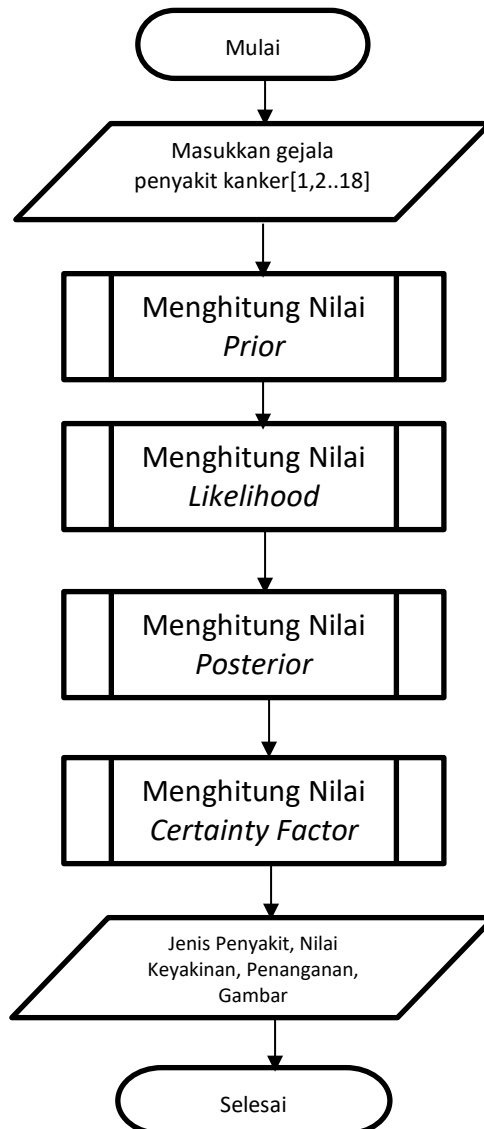 Mulai
Masukkan gejala
penyakit kanker[1,2..18]
Menghitung Nilai
Prior
Menghitung Nilai
Likelihood
Menghitung Nilai
Posterior
Menghitung Nilai
Certainty Factor
Jenis Penyakit, Nilai
Keyakinan, Penanganan,
Gambar
Selesai